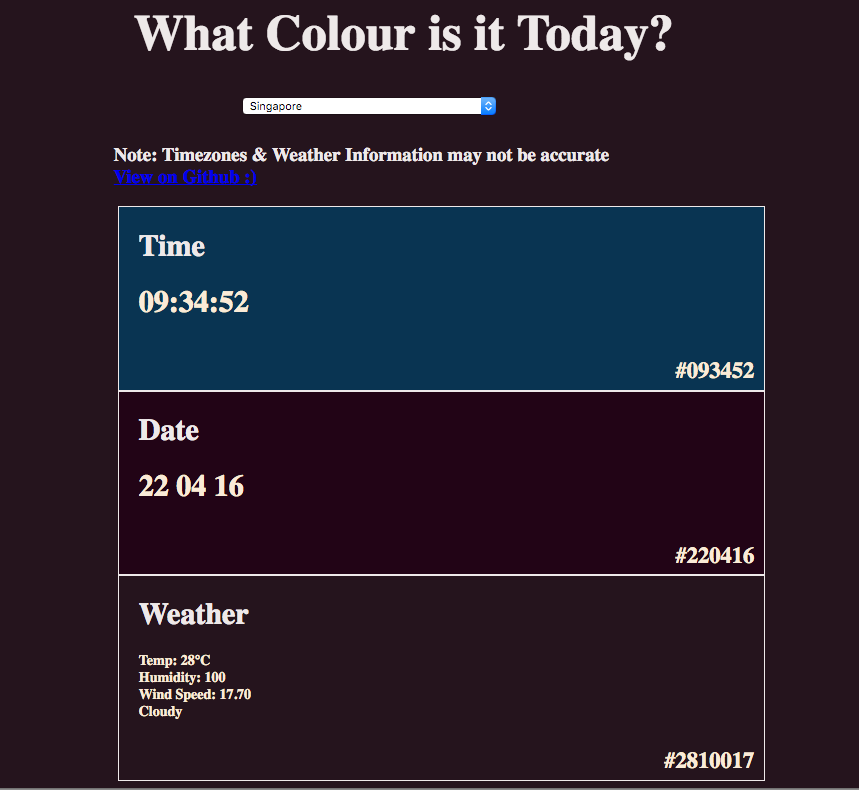 What Colour is it Today?
Singapore
Note: Timezones & Weather Information may not be accurate
View on Github :)
Time
09:34:52
#093452
Date
22 04 16
#220416
Weather
Temp: 28°C
Humidity: 100
Wind Speed: 17.70
Cloudy
#2810017